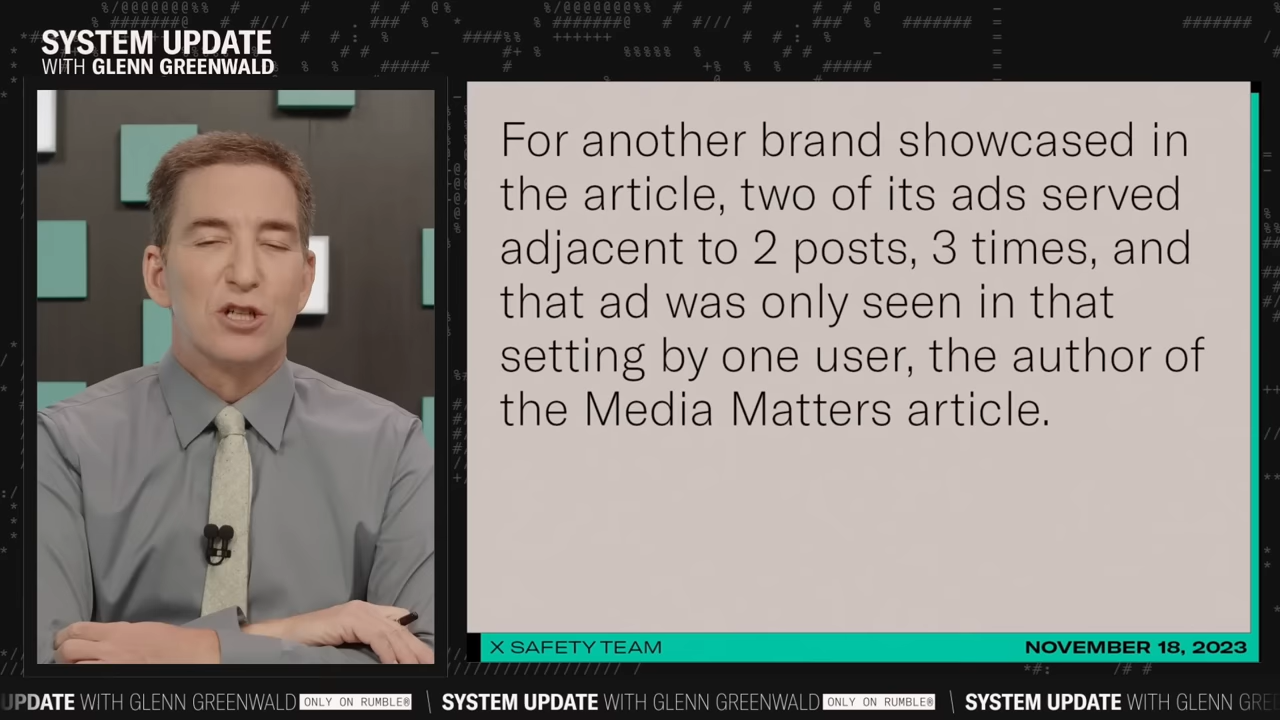 SYSTEM UPDATE
WITH GLENN GREENWALD
For another brand showcased in
the article, two of its ads served
adjacent to 2 posts, 3 times, and
that ad was only seen in that
setting by one user, the author of
the Media Matters article.
X SAFETY TEAM
NOVEMBER 18, 2023
UPDATE WITH GLENN GREENWALD ONLY ON RUMBLE® SYSTEM UPDATE WITH GLENN GREENWALD ONLY ON RUMBLE® SYSTEM UPDATE WITH GLENN GRE